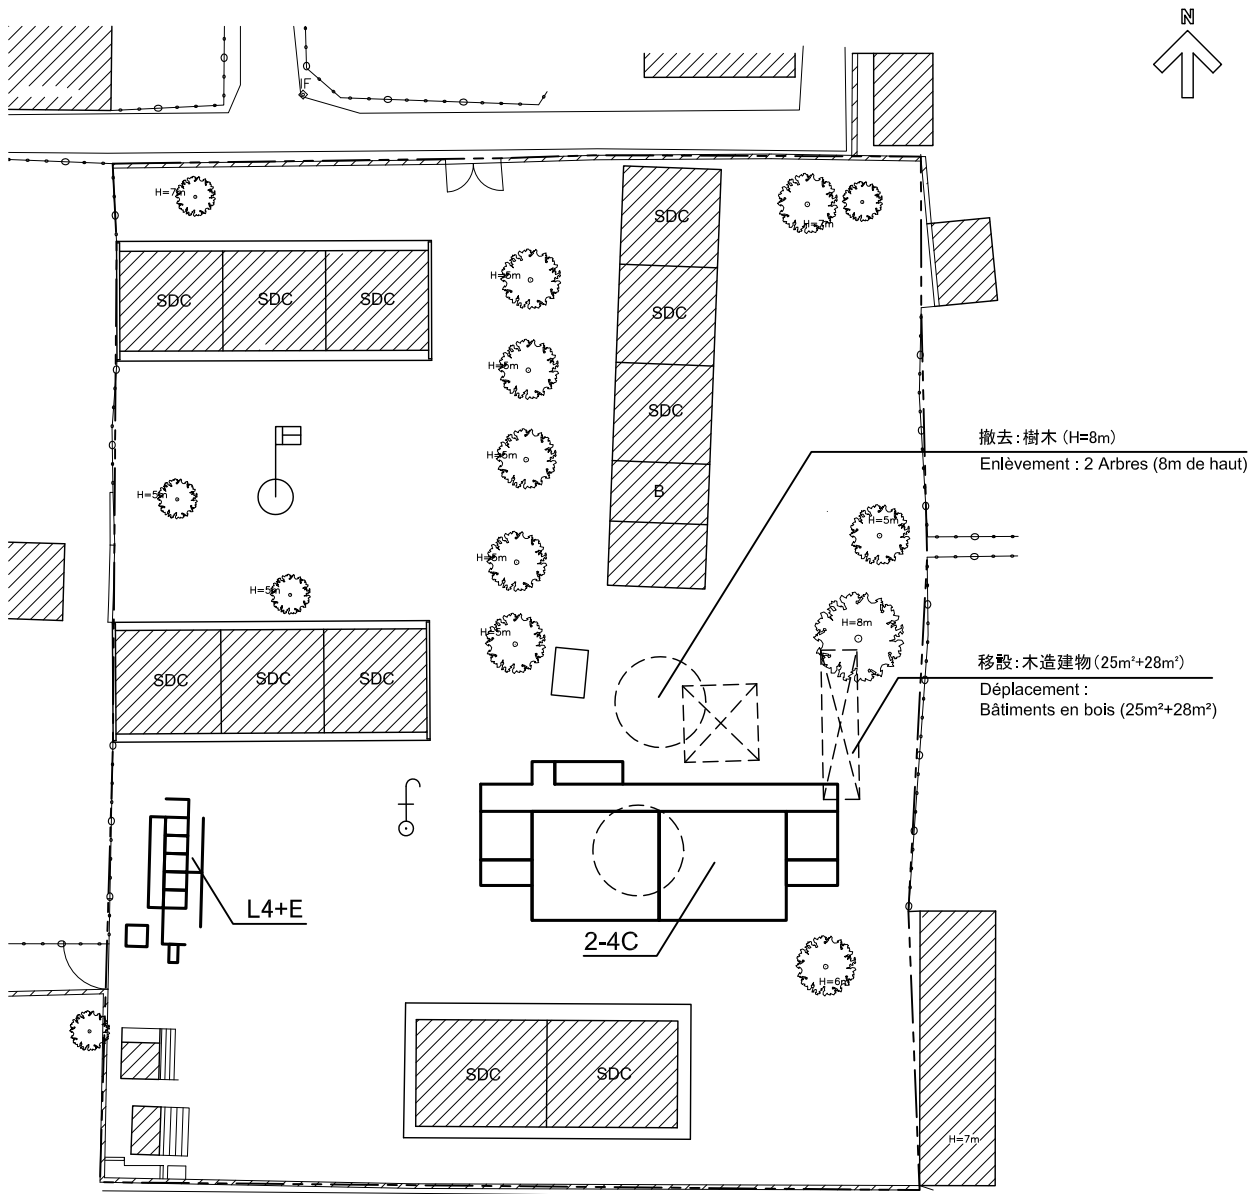 N
IF
H=7m
H=7m
SDC
SDC
SDC
SDC
H=5m
SDC
H=5m
SDC
撤去：樹木 (H=8m)
Enlèvement : 2 Arbres (8m de haut)
H=5m
B
H=5m
H=5m
H=5m
H=5m
H=8m
H=5m
移設：木造建物 (25m²+28m²)
Déplacement :
Bâtiments en bois (25m²+28m²)
SDC
SDC
SDC
L4+E
2-4C
H=6m
SDC
SDC
H=7m